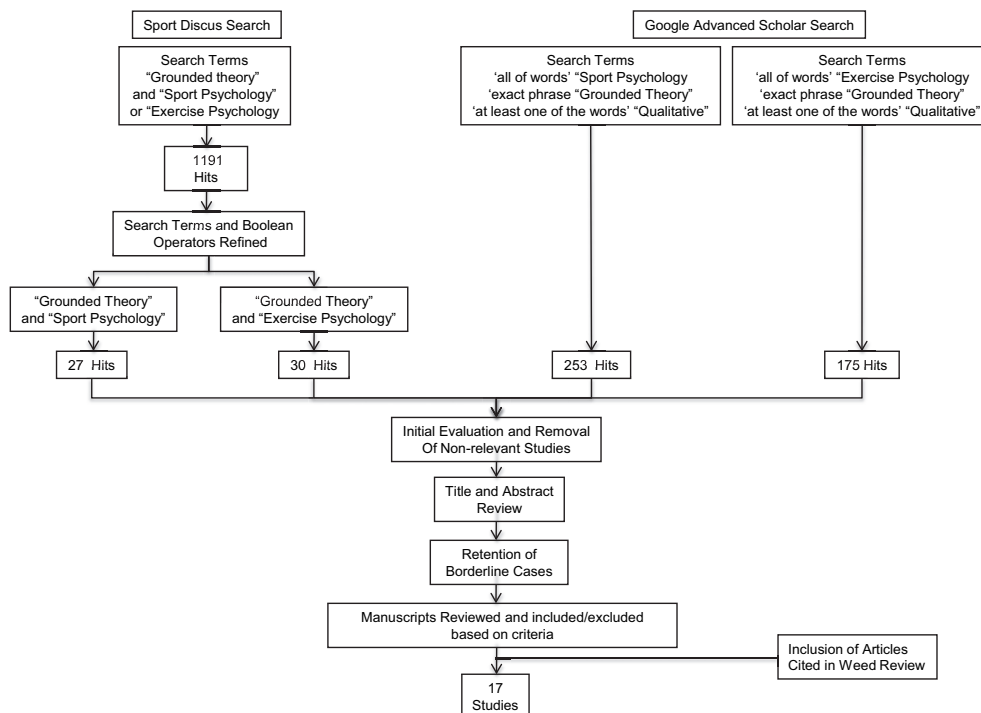 Sport Discus Search
Google Advanced Scholar Search
Search Terms
“Grounded theory”
and “Sport Psychology”
or “Exercise Psychology
Search Terms
‘all of words’ “Sport Psychology
‘exact phrase “Grounded Theory”
‘at least one of the words’ “Qualitative”
Search Terms
‘all of words’ “Exercise Psychology
‘exact phrase “Grounded Theory”
‘at least one of the words’ “Qualitative”
1191
Hits
Search Terms and Boolean
Operators Refined
“Grounded Theory”
and “Sport Psychology”
“Grounded Theory”
and “Exercise Psychology”
27 Hits
30 Hits
253 Hits
175 Hits
Initial Evaluation and Removal
Of Non-relevant Studies
Title and Abstract
Review
Retention of
Borderline Cases
Manuscripts Reviewed and included/excluded
based on criteria
Inclusion of Articles
Cited in Weed Review
17
Studies